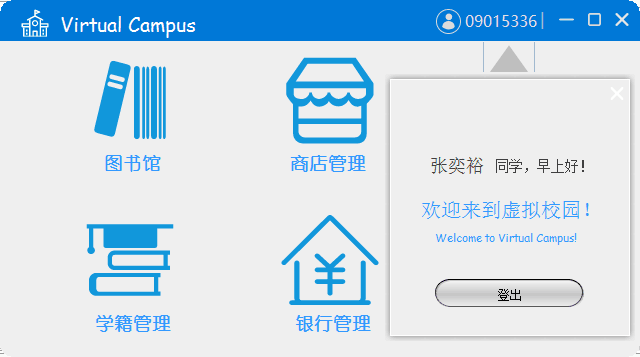 Virtual Campus
09015336
图书馆
商店管理
张奕裕 同学，早上好！
欢迎来到虚拟校园！
Welcome to Virtual Campus!
登出
学籍管理
银行管理